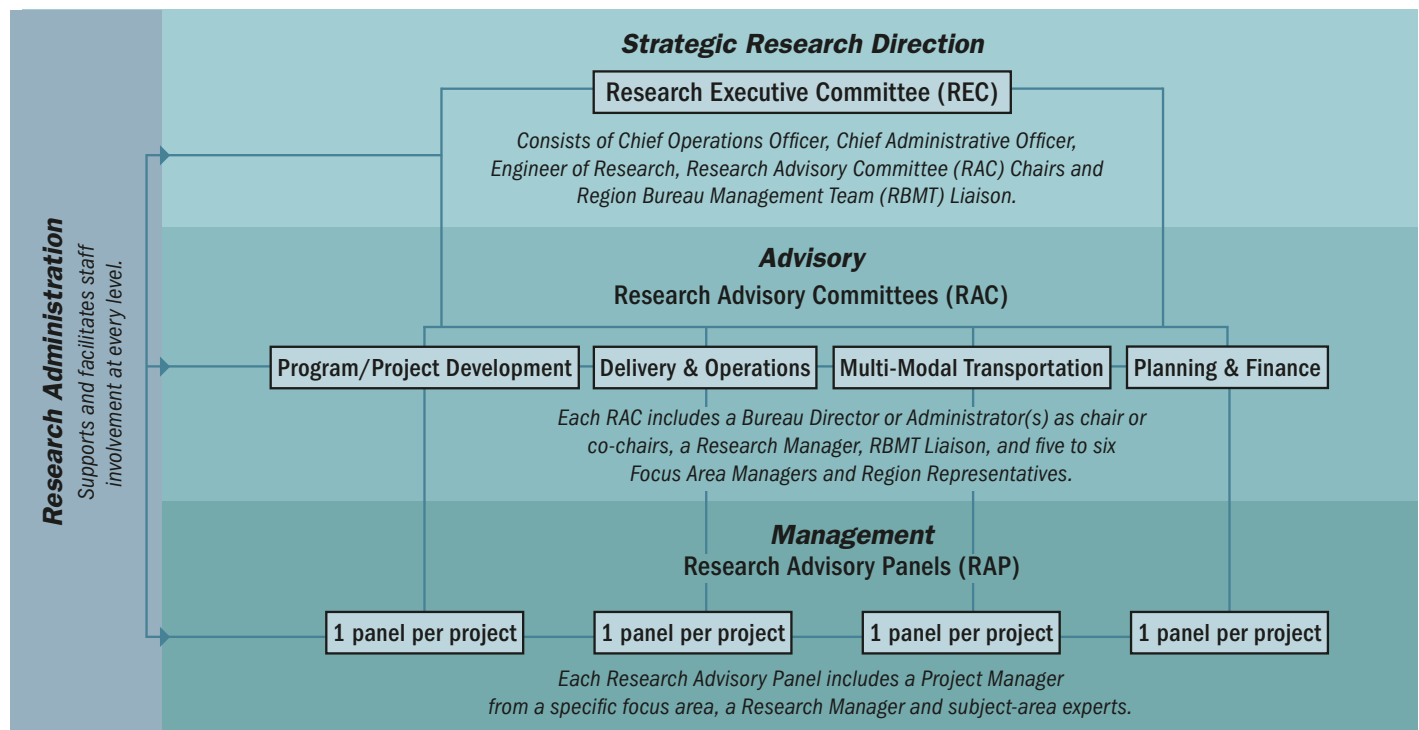 Research Administration
Supports and facilitates staff
involvement at every level.
Strategic Research Direction
Research Executive Committee (REC)
Consists of Chief Operations Officer, Chief Administrative Officer,
Engineer of Research, Research Advisory Committee (RAC) Chairs and
Region Bureau Management Team (RBMT) Liaison.
Advisory
Research Advisory Committees (RAC)
Program/Project Development
Delivery & Operations
Multi-Modal Transportation
Planning & Finance
Each RAC includes a Bureau Director or Administrator(s) as chair or
co-chairs, a Research Manager, RBMT Liaison, and five to six
Focus Area Managers and Region Representatives.
Management
Research Advisory Panels (RAP)
1 panel per project
1 panel per project
1 panel per project
1 panel per project
Each Research Advisory Panel includes a Project Manager
from a specific focus area, a Research Manager and subject-area experts.